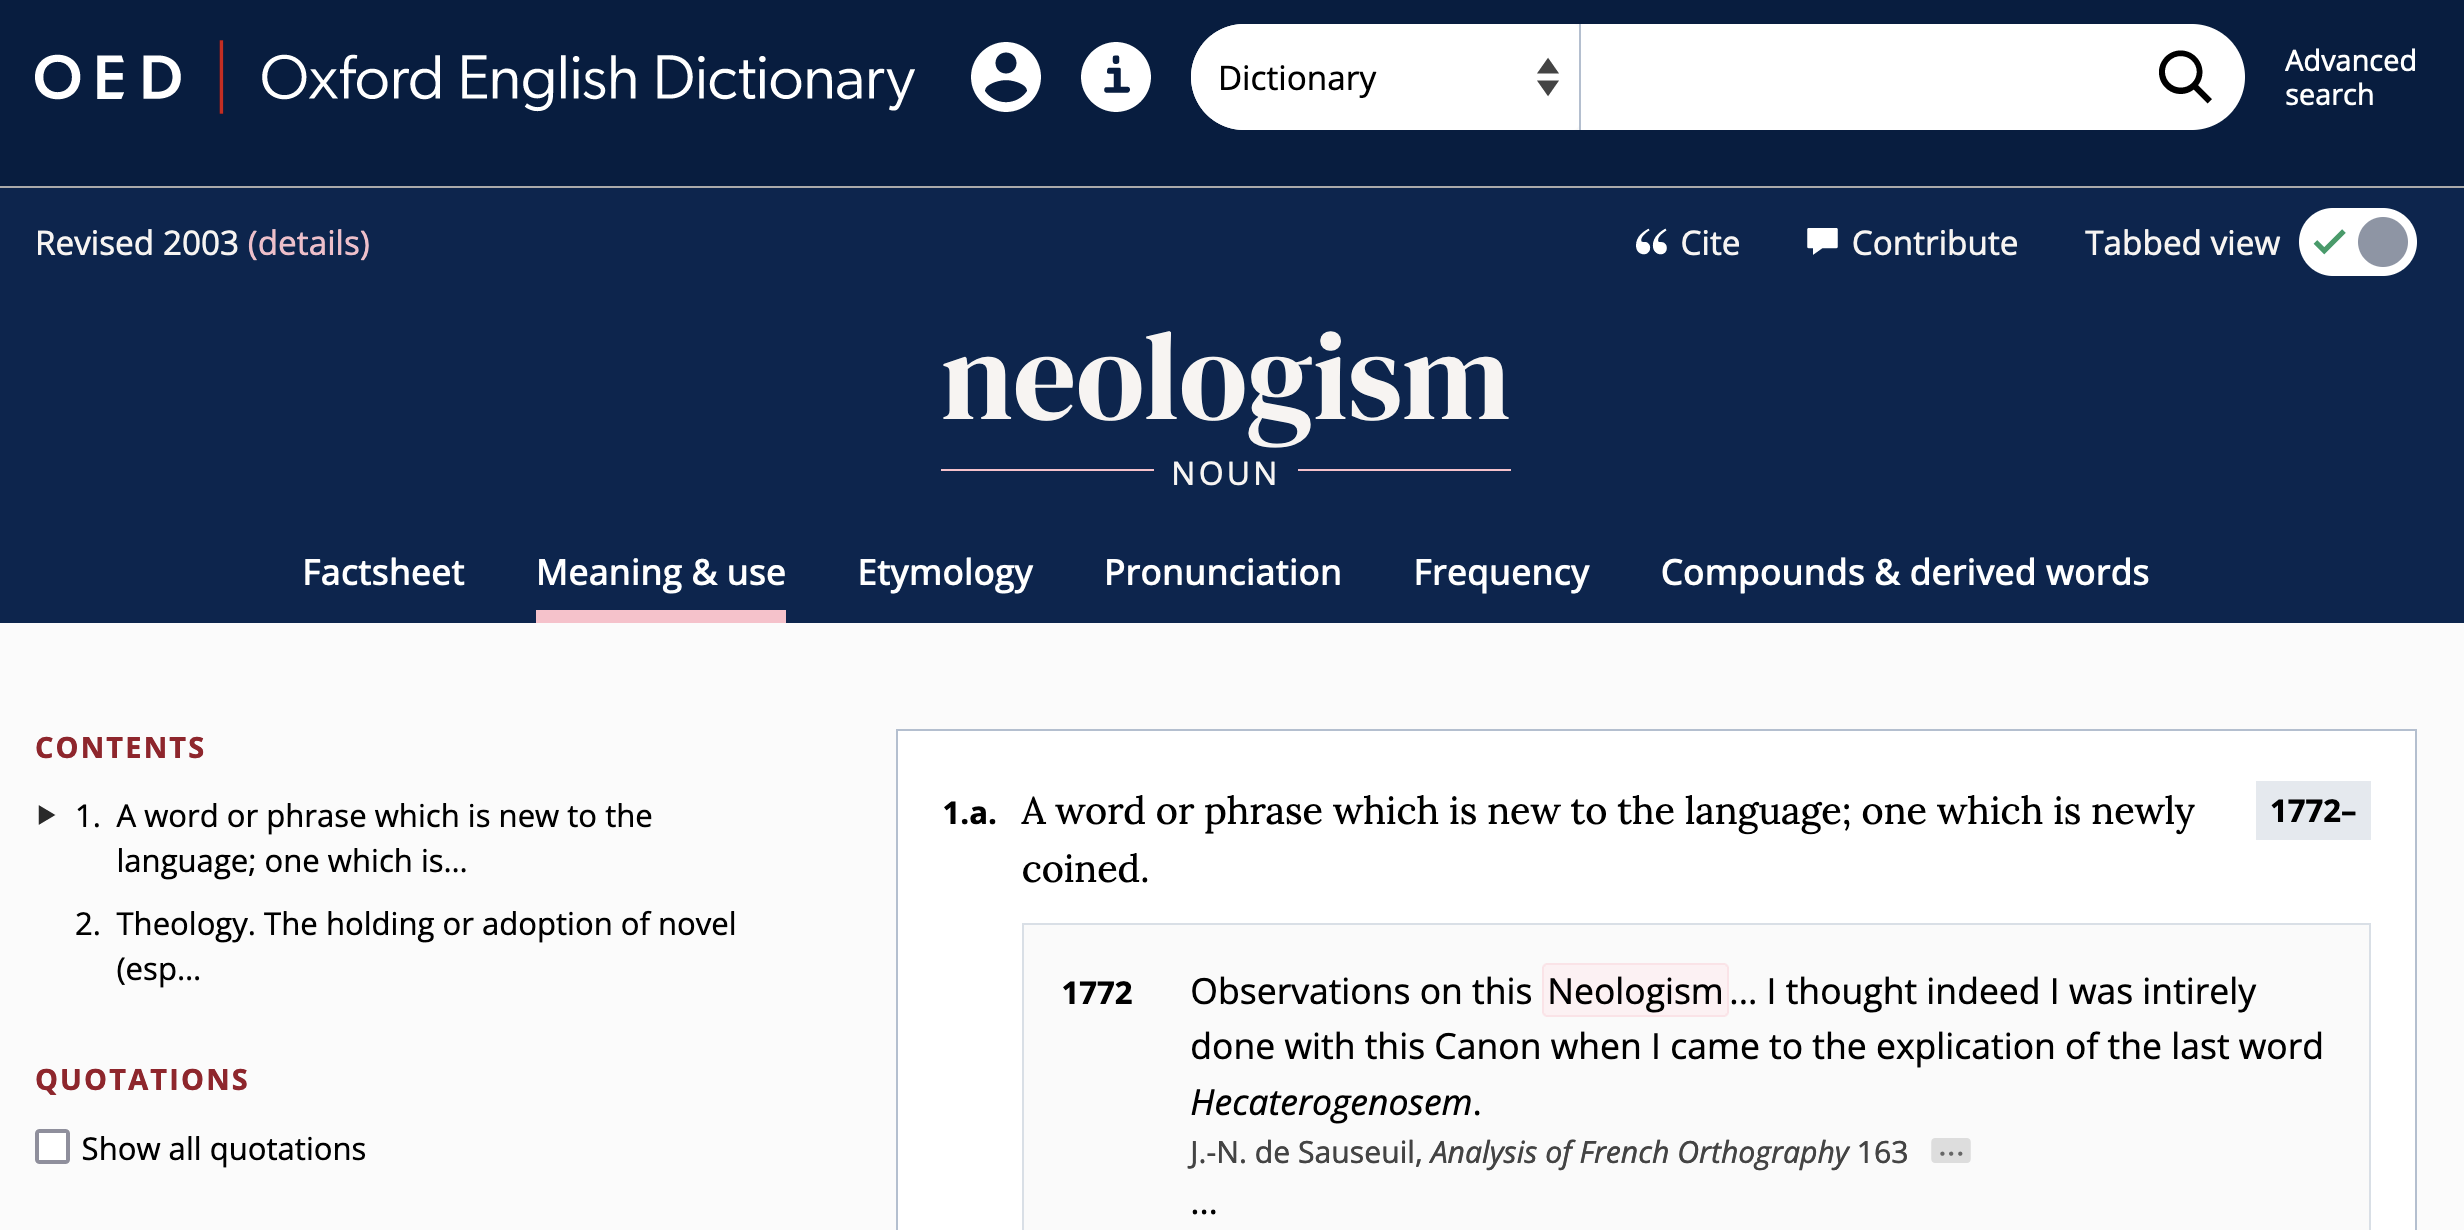 OED | Oxford English Dictionary
Dictionary
Advanced
search
Revised 2003 (details)
Cite
Contribute
Tabbed view
neologism
NOUN
Factsheet
Meaning & use
Etymology
Pronunciation
Frequency
Compounds & derived words
CONTENTS
1. A word or phrase which is new to the
language; one which is...
2. Theology. The holding or adoption of novel
(esp...
QUOTATIONS
Show all quotations
1.a. A word or phrase which is newly to the language; one which is newly
coined.
1772–
1772 Observations on this Neologism... I thought indeed I was intirely
done with this Canon when I came to the explication of the last word
Hecaterogenosem.
J.-N. de Sauseuil, Analysis of French Orthography 163 ...
...